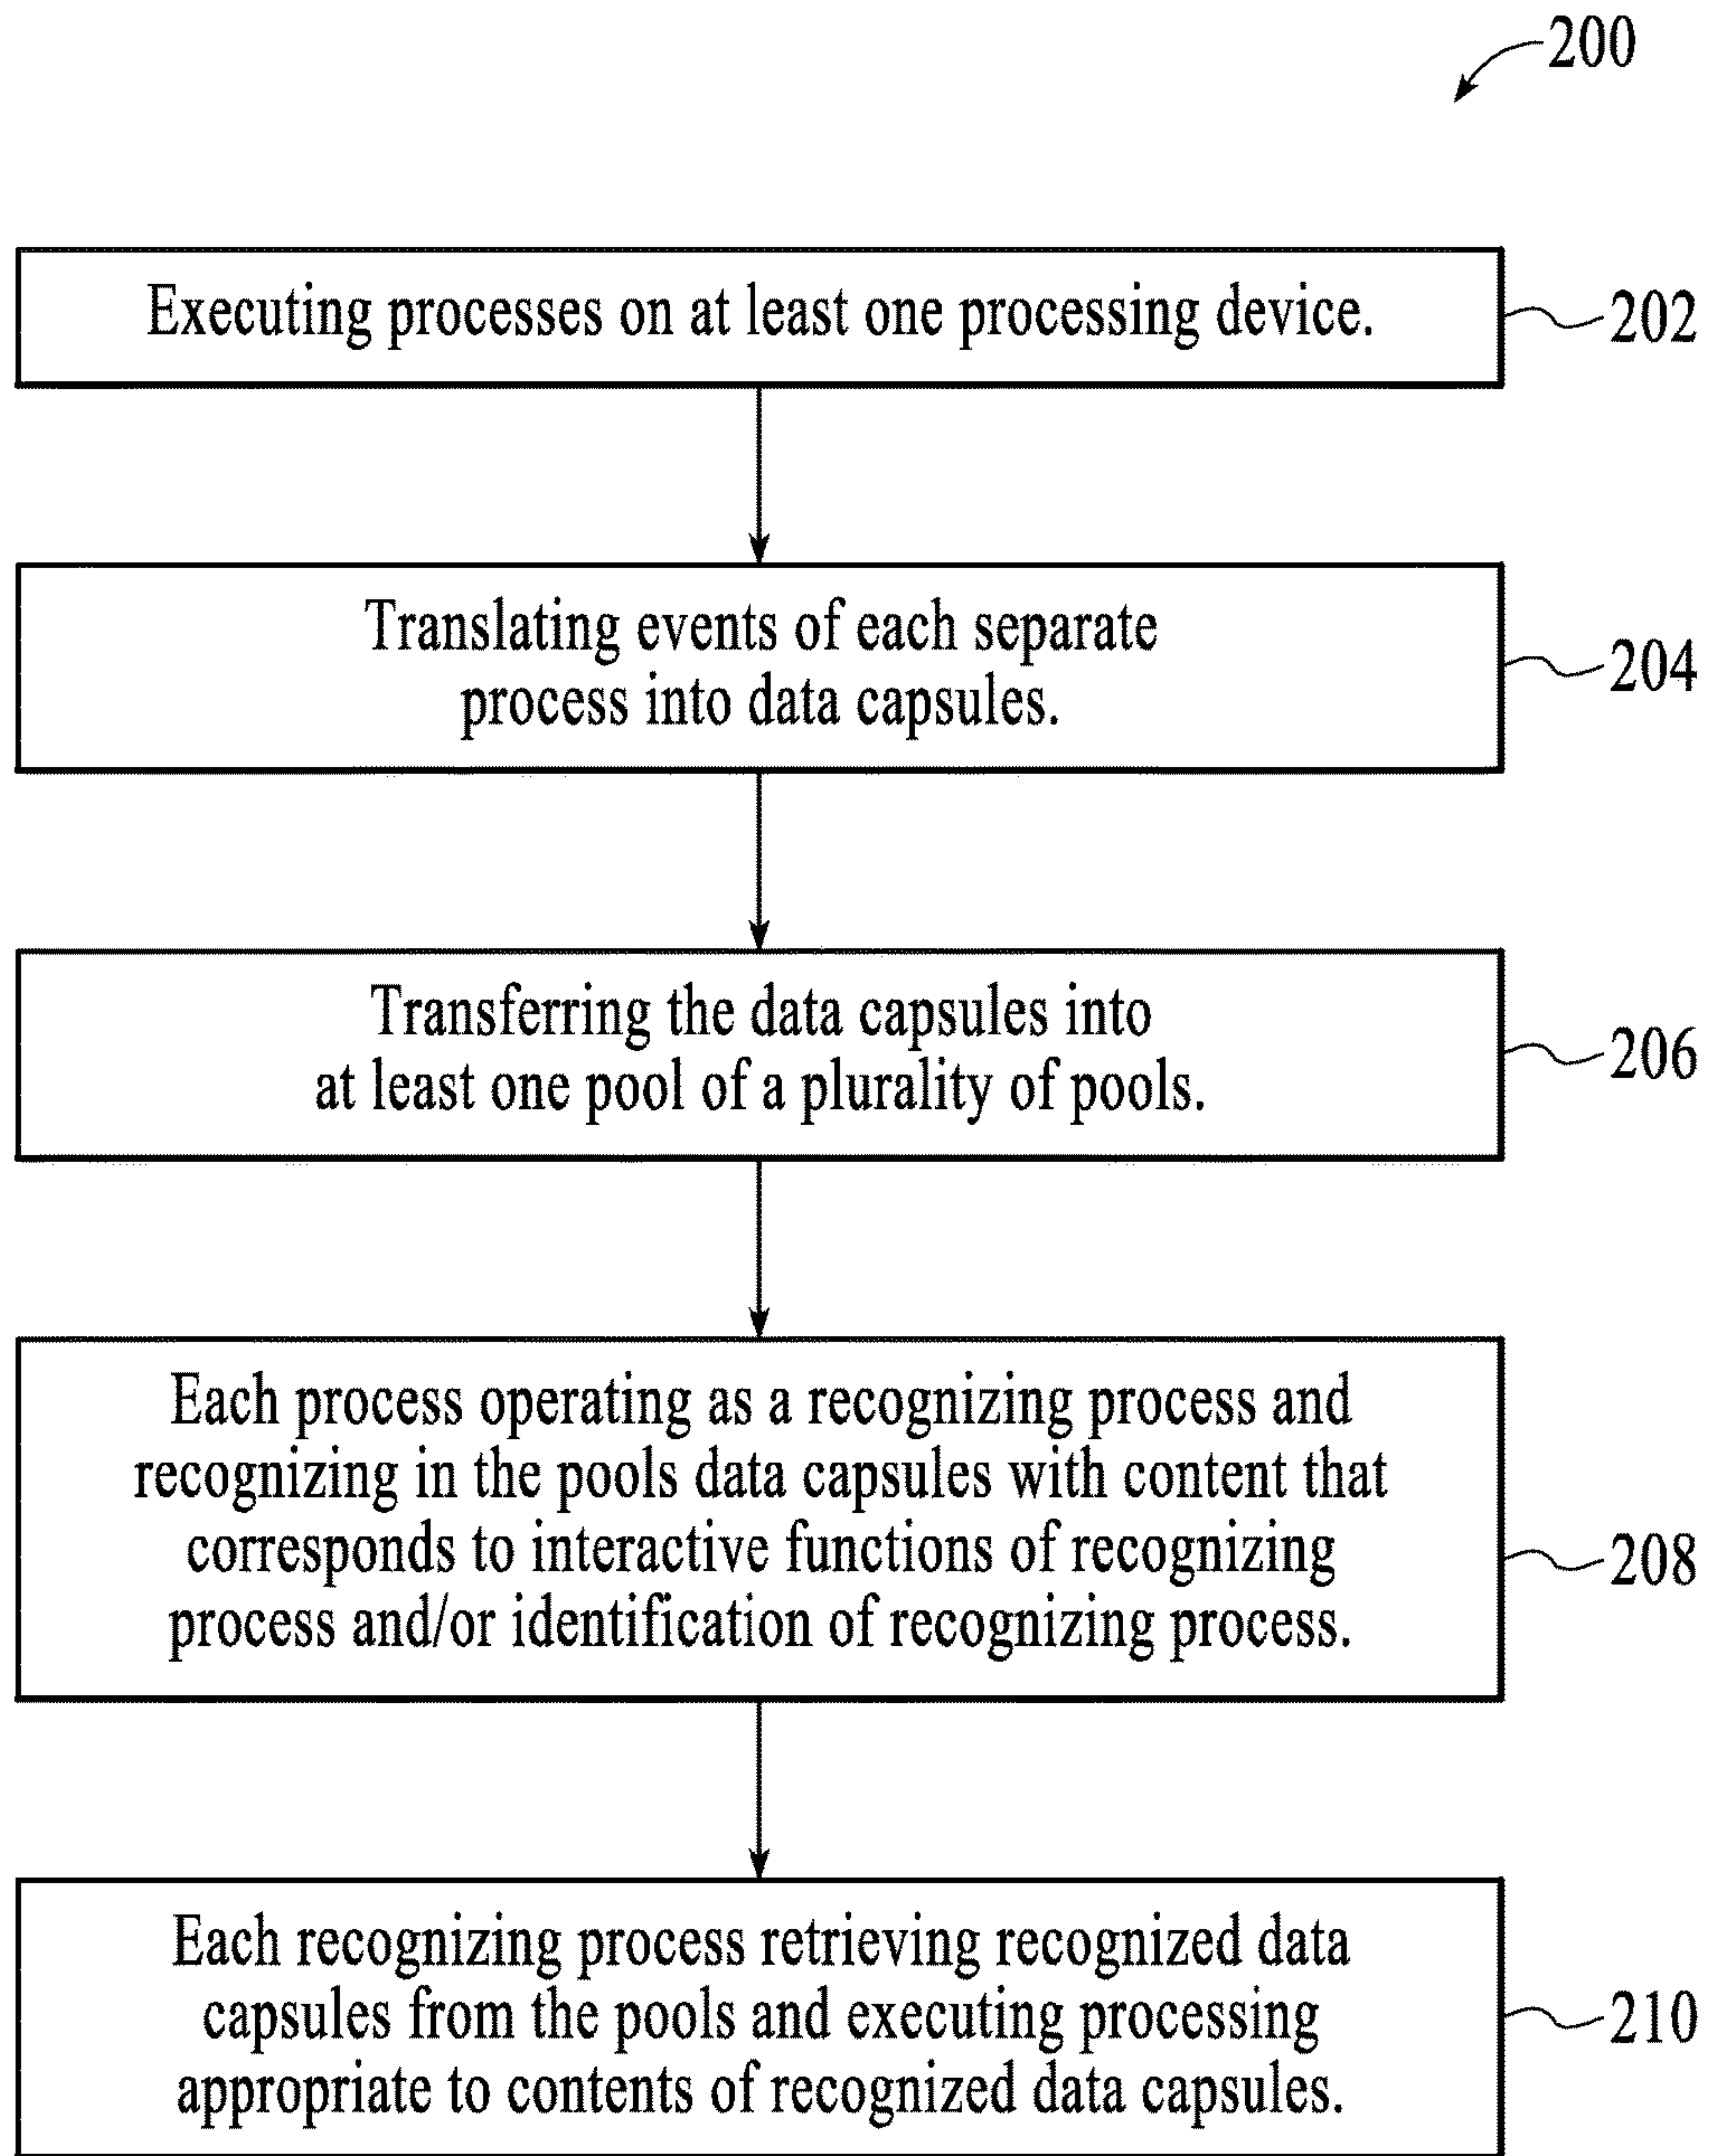 200
Executing processes on at least one processing device.
202
Translating events of each separate
process into data capsules.
204
Transferring the data capsules into
at least one pool of a plurality of pools.
206
Each process operating as a recognizing process and
recognizing in the pools data capsules with content that
corresponds to interactive functions of recognizing
process and/or identification of recognizing process.
208
Each recognizing process retrieving recognized data
capsules from the pools and executing processing
appropriate to contents of recognized data capsules.
210